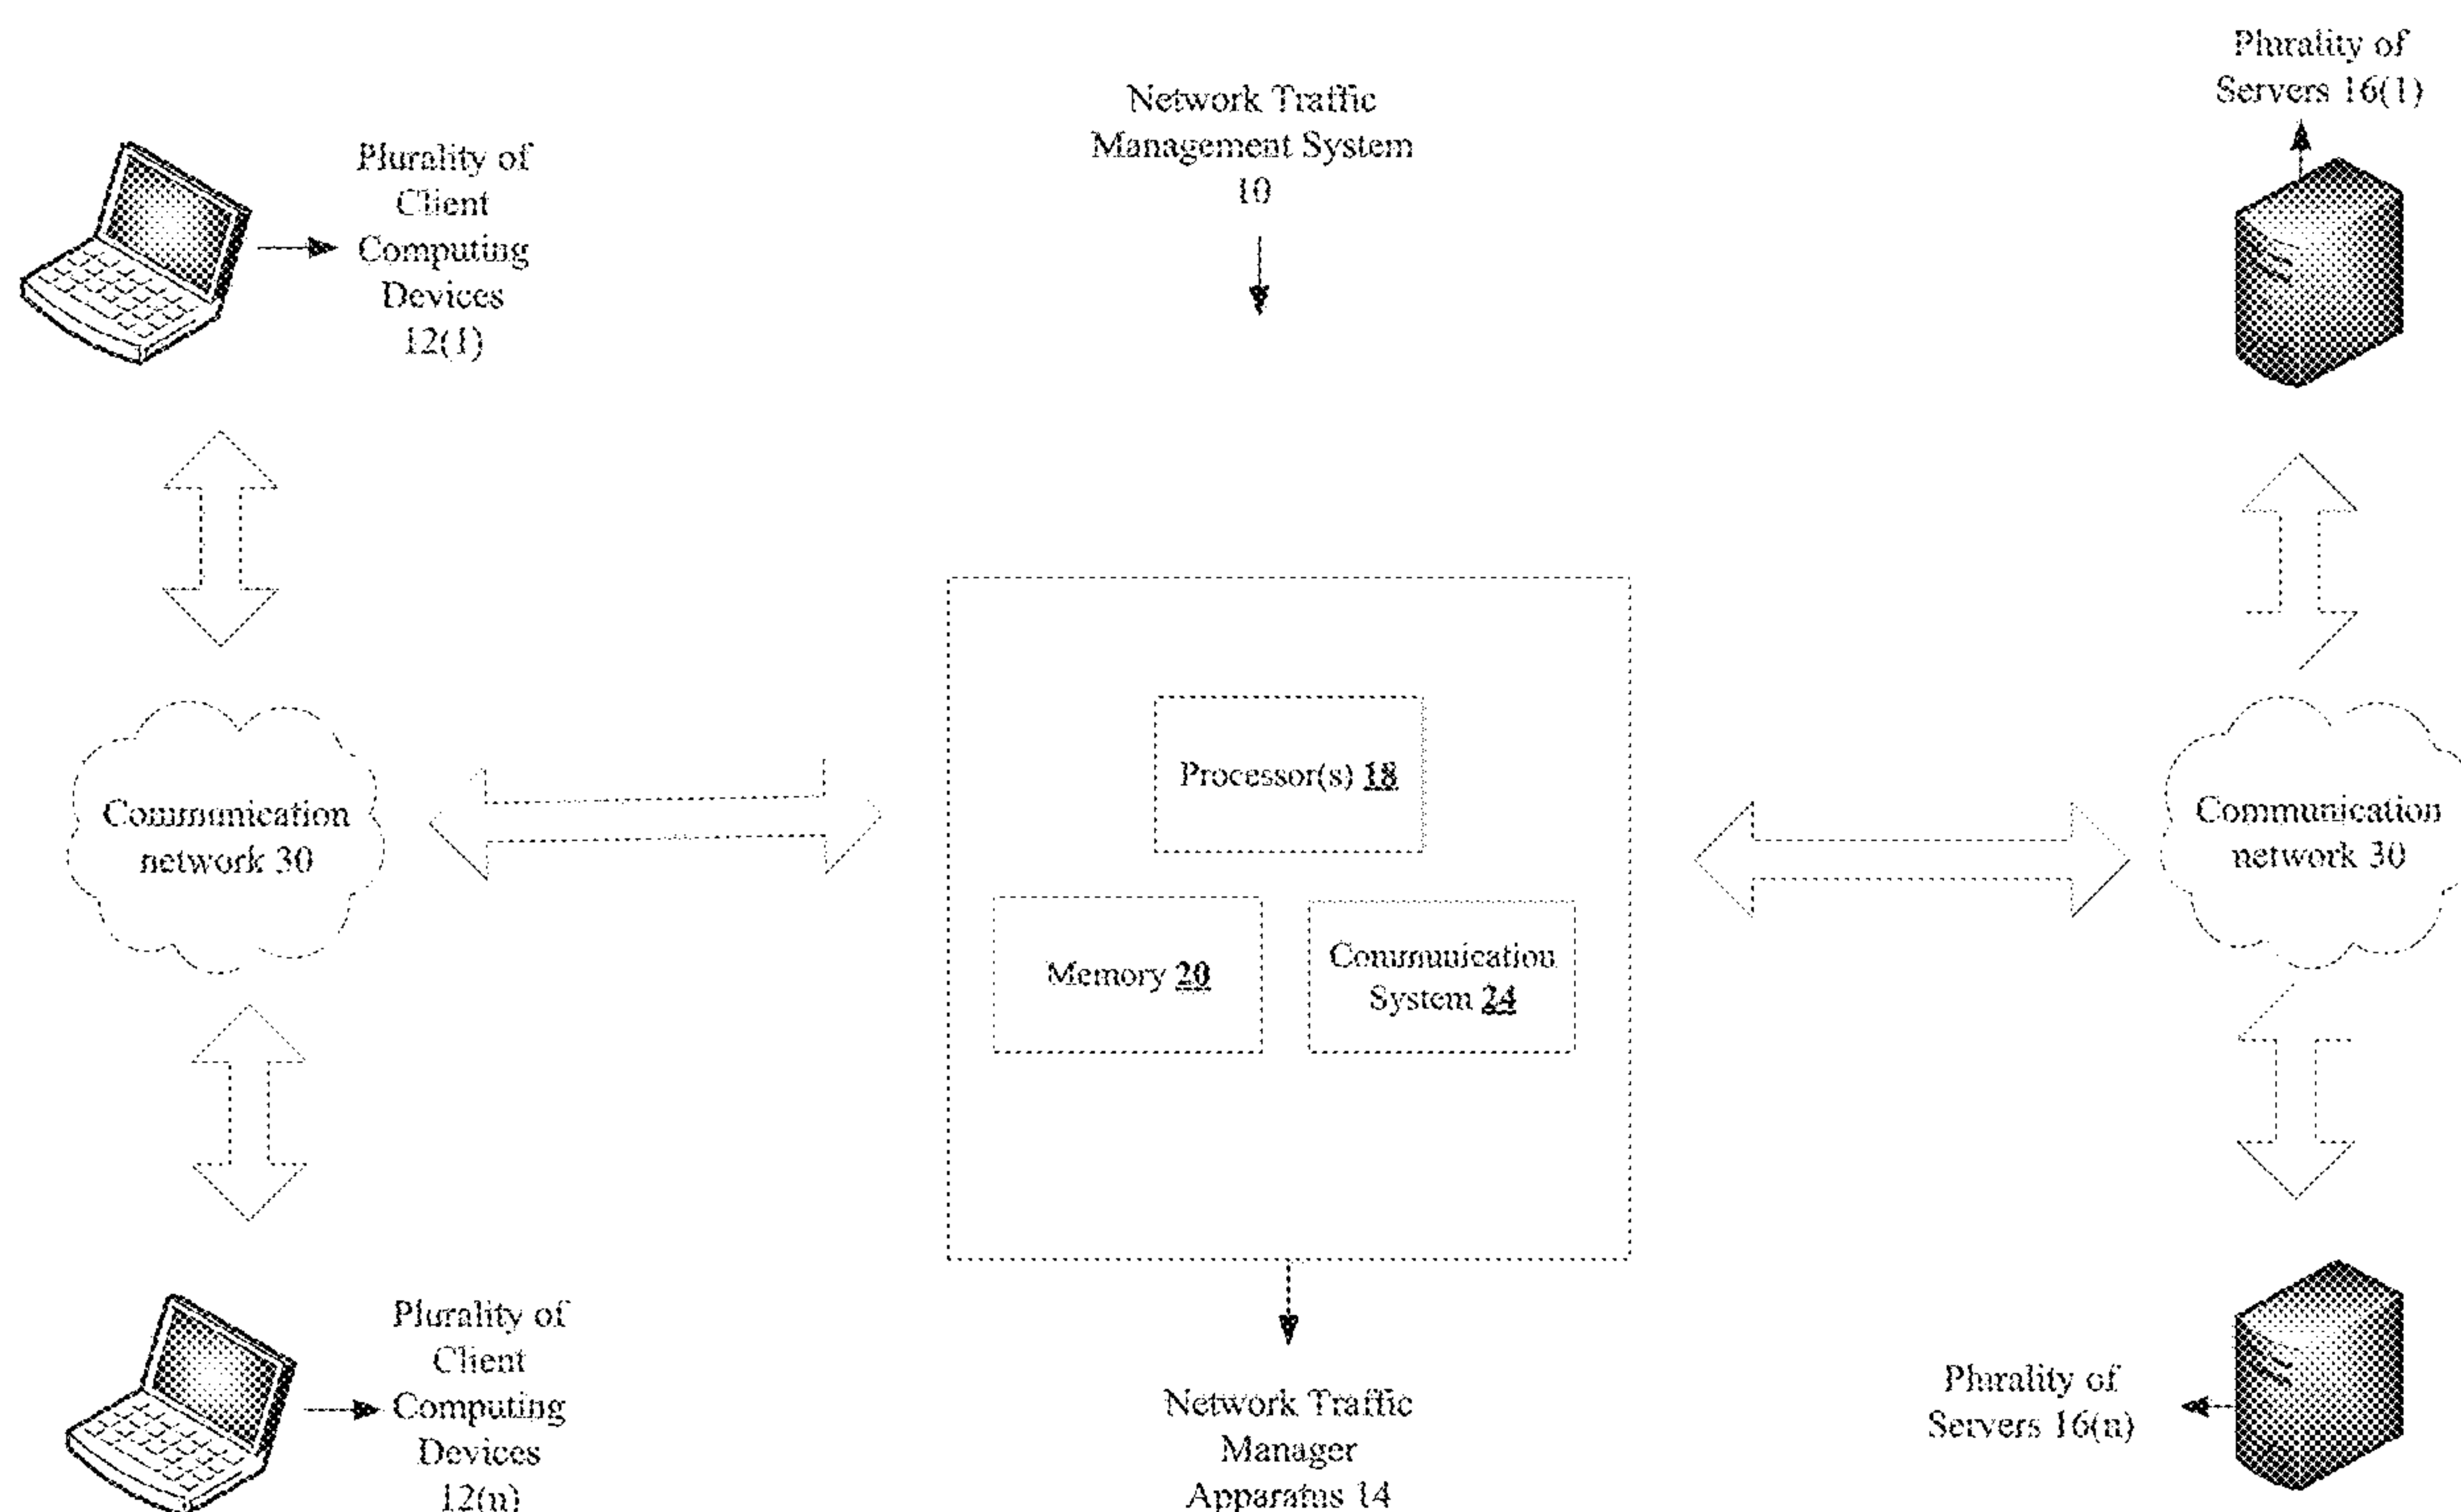 Network Traffic
Management System
10
Plurality of
Servers 16(1)
Plurality of
Client
Computing
Devices
12(1)
Communication
network 30
Processor(s) 18
Memory 20
Communication
System 24
Communication
network 30
Plurality of
Client
Computing
Devices
12(n)
Network Traffic
Manager
Apparatus 14
Plurality of
Servers 16(n)